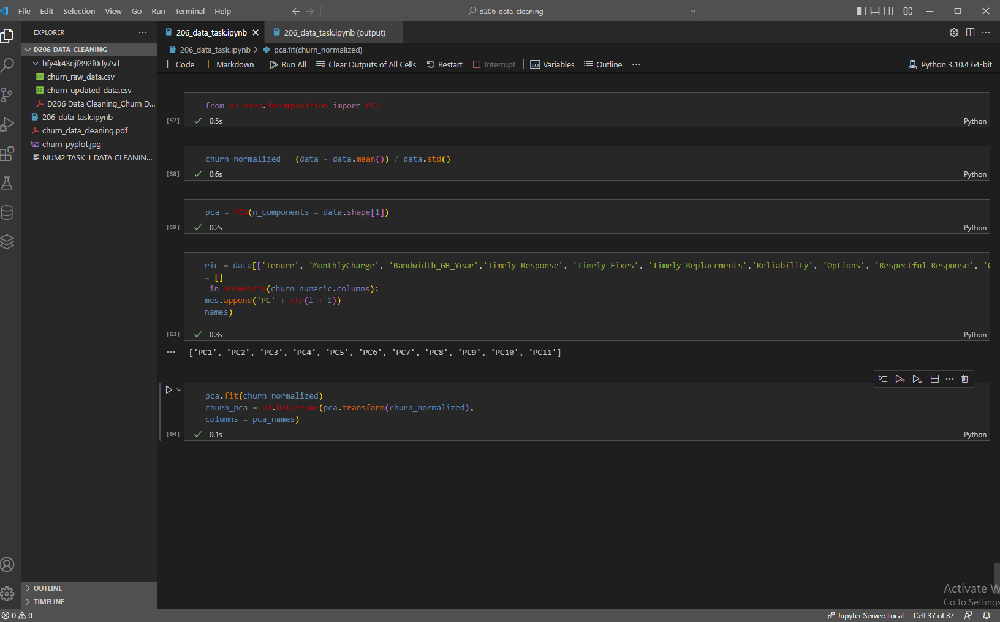 File Edit Selection View Go Run Terminal Help
d206_data_cleaning
EXPLORER
D206_DATA_CLEANING
hfy4k43ojf892f0dy7sd
churn_raw_data.csv
churn_updated_data.csv
D206 Data Cleaning_Churn D...
206_data_task.ipynb
churn_data_cleaning.pdf
churn_pyplot.jpg
NUM2 TASK 1 DATA CLEANIN...
OUTLINE
TIMELINE
206_data_task.ipynb
206_data_task.ipynb (output)
206_data_task.ipynb > pca.fit(churn_normalized)
+ Code + Markdown Run All Clear Outputs of All Cells Restart Interrupt Variables Outline ... Python 3.10.4 64-bit
from sklearn.decomposition import PCA
[57] ✓ 0.5s Python
churn_normalized = (data - data.mean()) / data.std()
[58] ✓ 0.6s Python
pca = PCA(n_components = data.shape[1])
[59] ✓ 0.2s Python
ric = data[['Tenure', 'MonthlyCharge', 'Bandwidth_GB_Year','Timely Response', 'Timely Fixes', 'Timely Replacements','Reliability', 'Options', 'Respectful Response', '
= []
in enumerate(churn_numeric.columns):
mes.append('PC' + str(i + 1))
names)
[63] ✓ 0.3s Python
... ['PC1', 'PC2', 'PC3', 'PC4', 'PC5', 'PC6', 'PC7', 'PC8', 'PC9', 'PC10', 'PC11']
pca.fit(churn_normalized)
churn_pca = pd.DataFrame(pca.transform(churn_normalized),
columns = pca_names)
[64] ✓ 0.1s Python
Activate W
Go to Settings
0 0
Jupyter Server: Local Cell 37 of 37